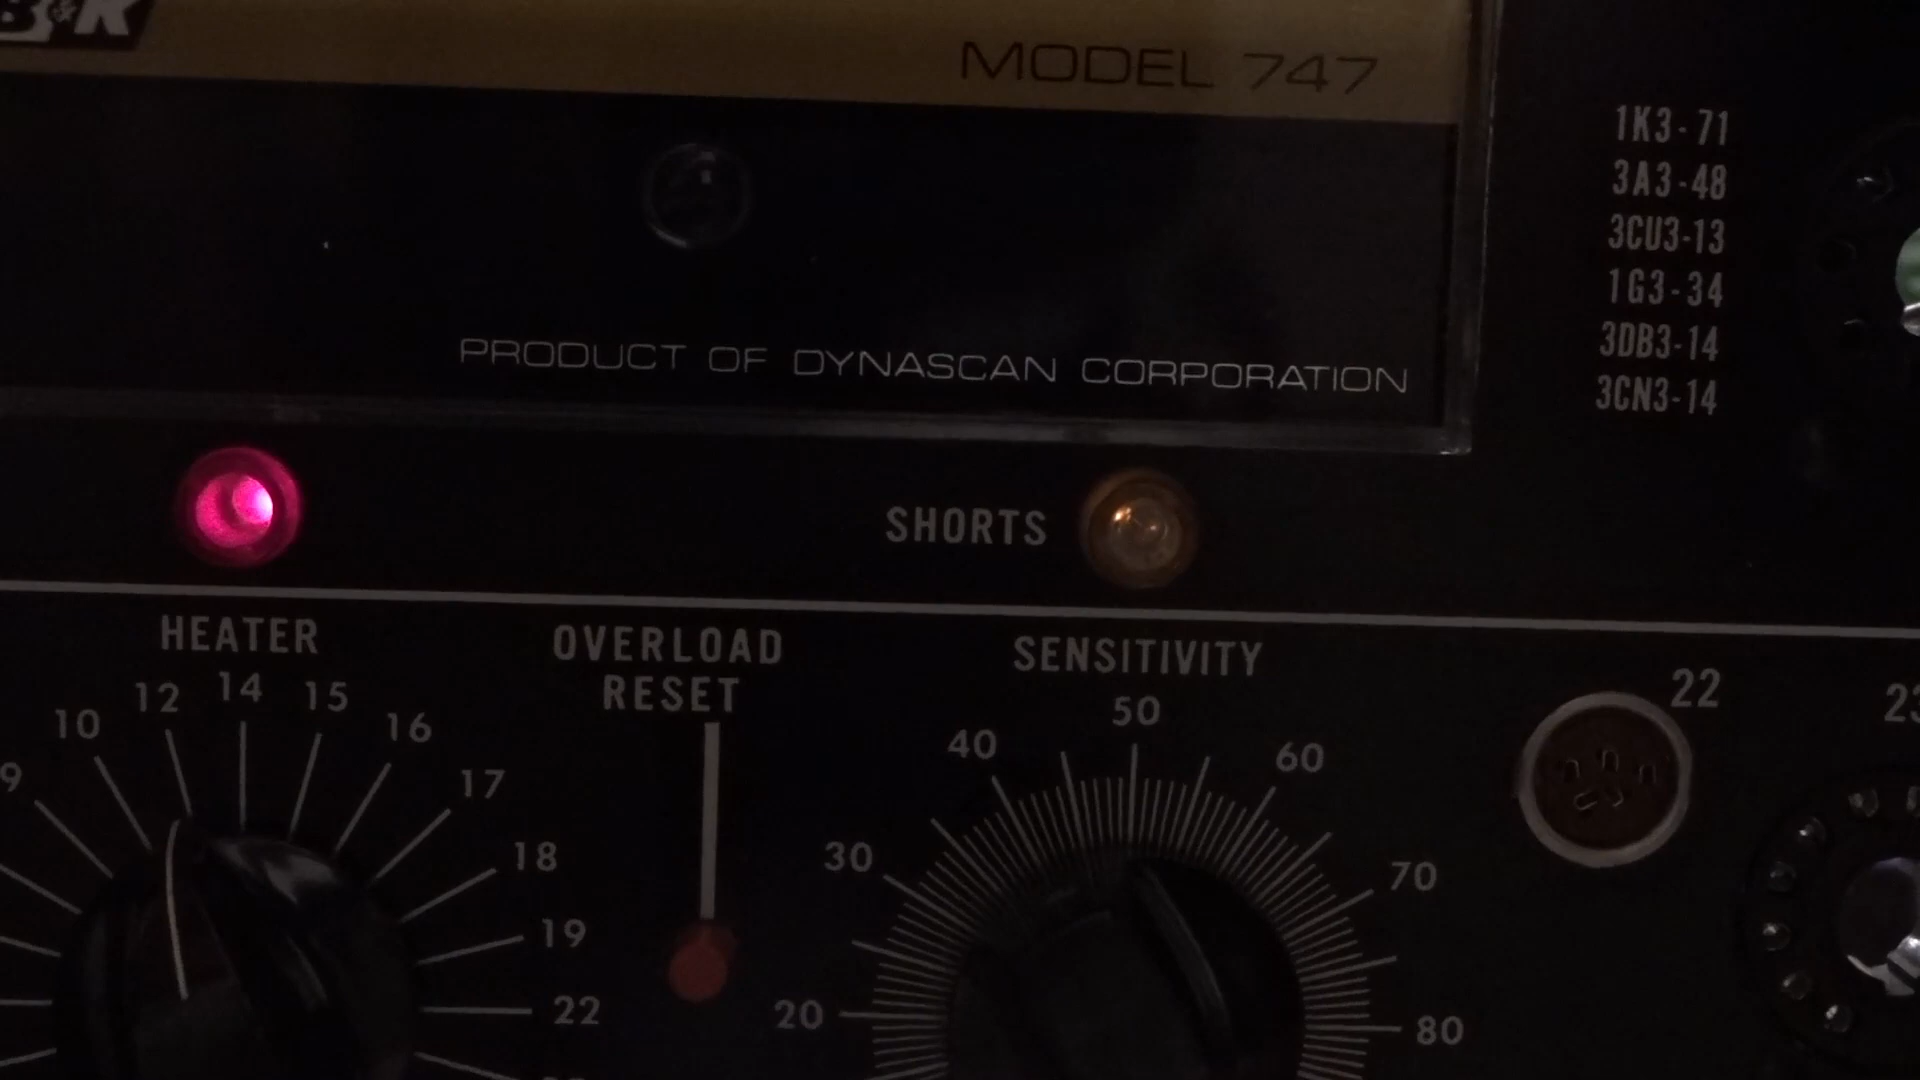 B&K
MODEL 747
PRODUCT OF DYNASCAN CORPORATION
1K3-71
3A3-48
3CU3-13
1G3-34
3DB3-14
3CN3-14
SHORTS
HEATER
9 10 12 14 15 16 17 18 19 22
OVERLOAD
RESET
SENSITIVITY
20 30 40 50 60 70 80
22